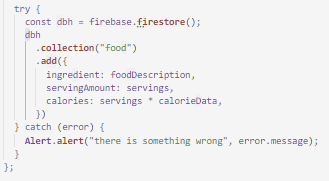 try {
const dbh = firebase.firestore();
dbh
.collection("food")
.add({
ingredient: foodDescription,
servingAmount: servings,
calories: servings * calorieData,
})
} catch (error) {
Alert.alert("there is something wrong", error.message);
}
};